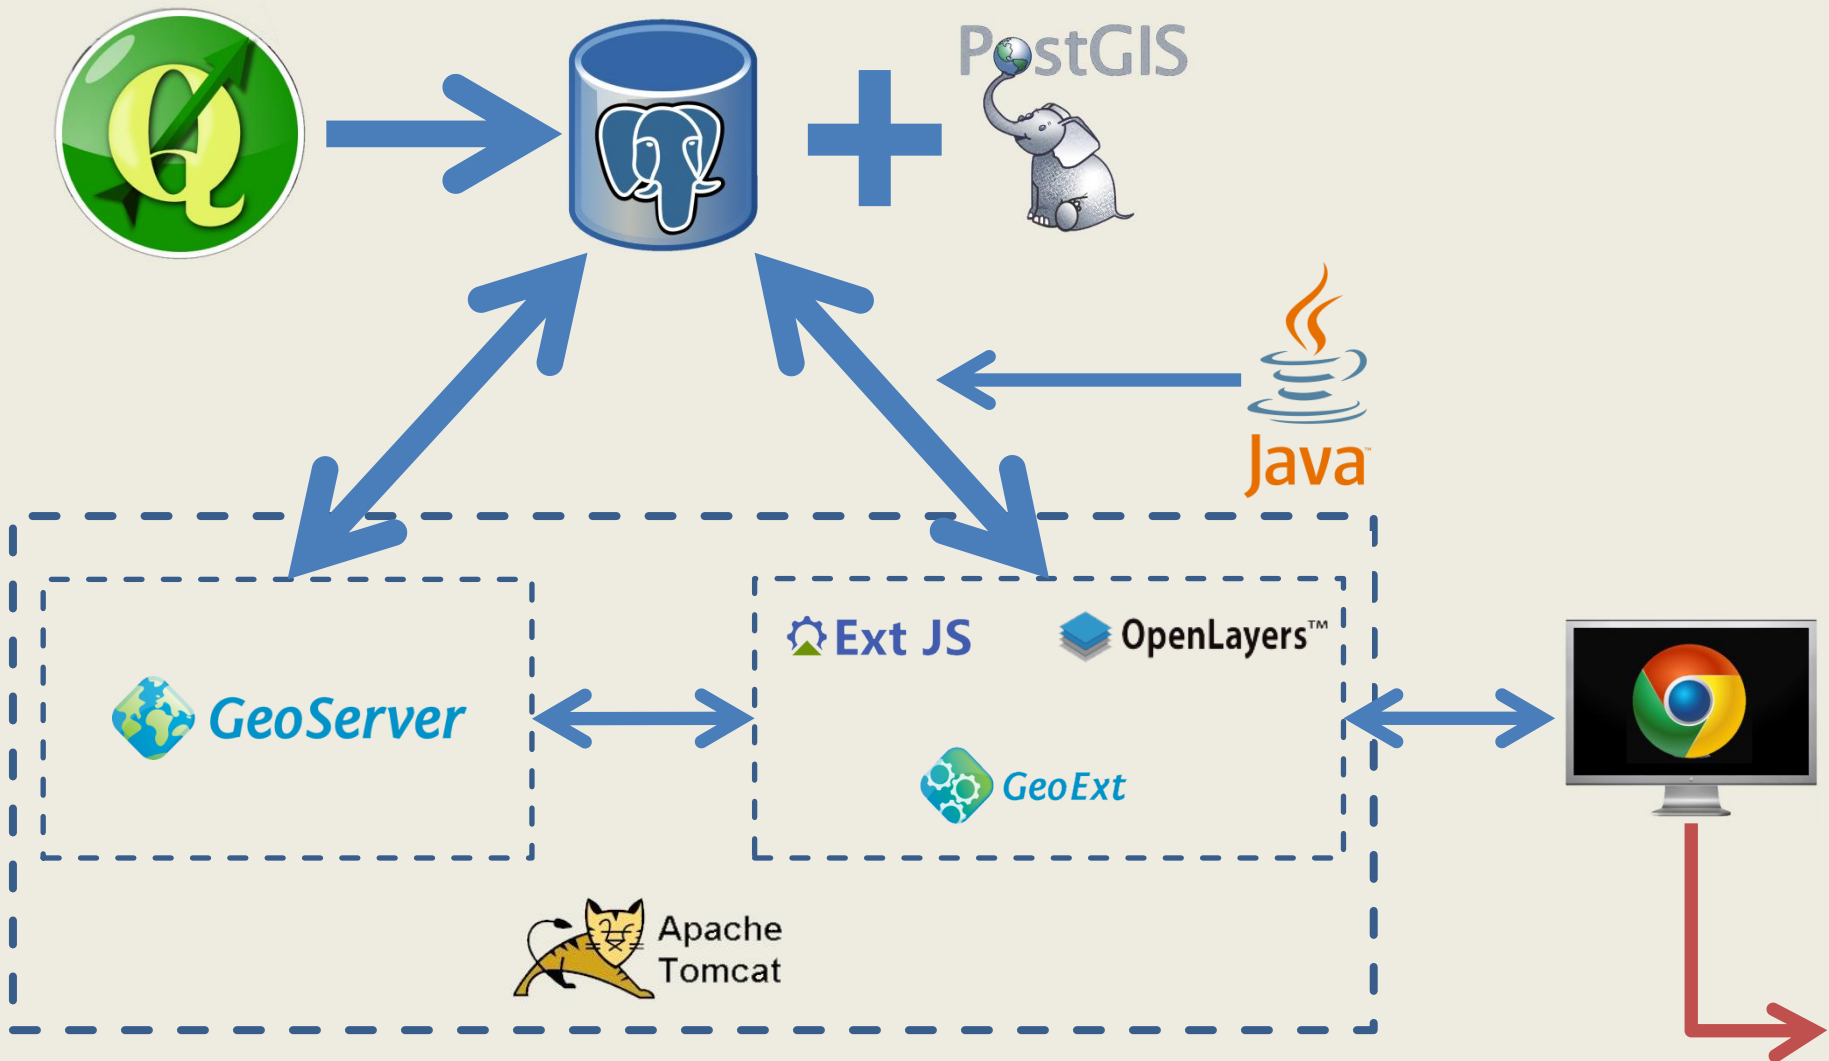 Q
PostGIS
Java
Ext JS
OpenLayers™
GeoServer
GeoExt
Apache
Tomcat